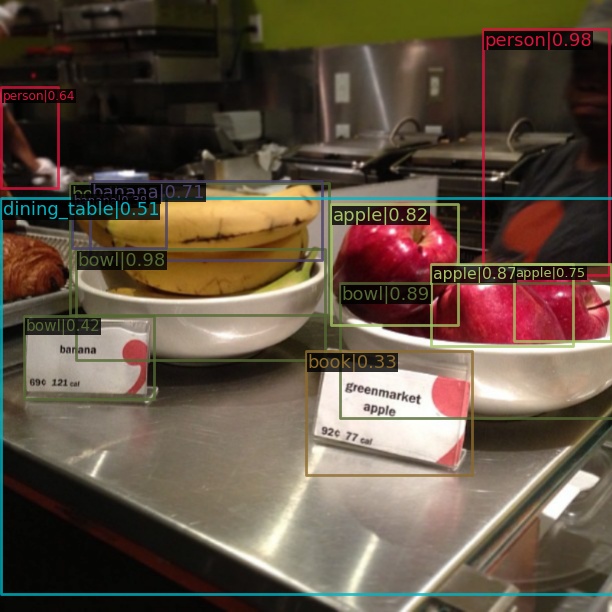 person|0.98
person|0.64
banana|0.71
dining_table|0.51
apple|0.82
bowl|0.98
apple|0.87
apple|0.75
bowl|0.89
bowl|0.42
banana
69¢ 121 cal
book|0.33
greenmarket
apple
92¢ 77 cal